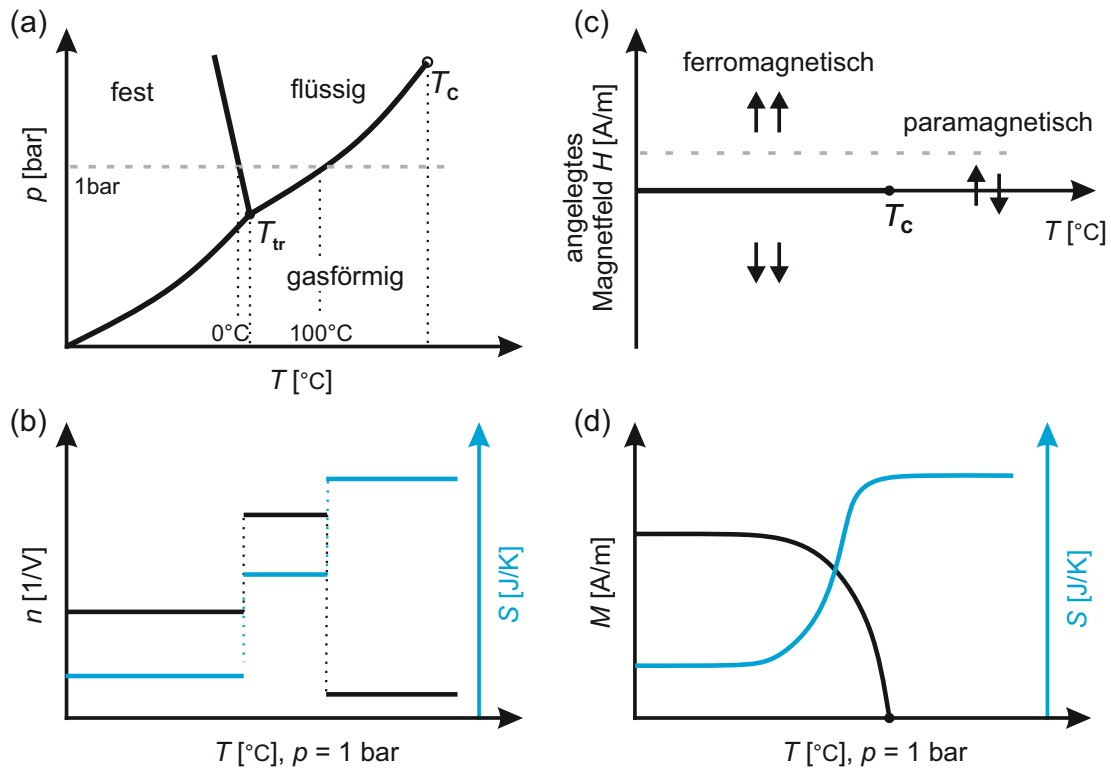 (a)
fest
flüssig
T_C
p [bar]
1bar
T_tr
gasförmig
0°C
100°C
T [°C]
(c)
ferromagnetisch
paramagnetisch
angelegtes
Magnetfeld H [A/m]
T_C
T [°C]
(b)
n [1/V]
S [J/K]
T [°C], p = 1 bar
(d)
M [A/m]
S [J/K]
T [°C], p = 1 bar